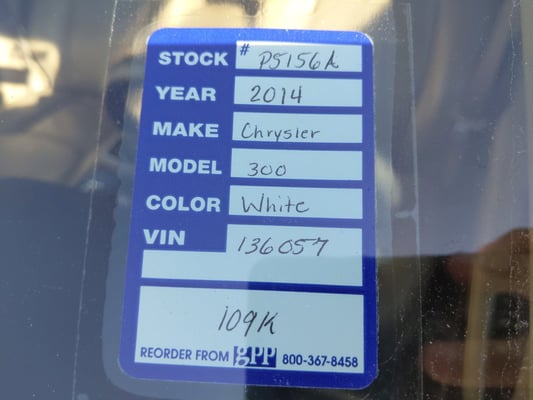 STOCK # P5156A
YEAR 2014
MAKE Chrysler
MODEL 300
COLOR White
VIN 136057
109K
REORDER FROM gpp 800-367-8458